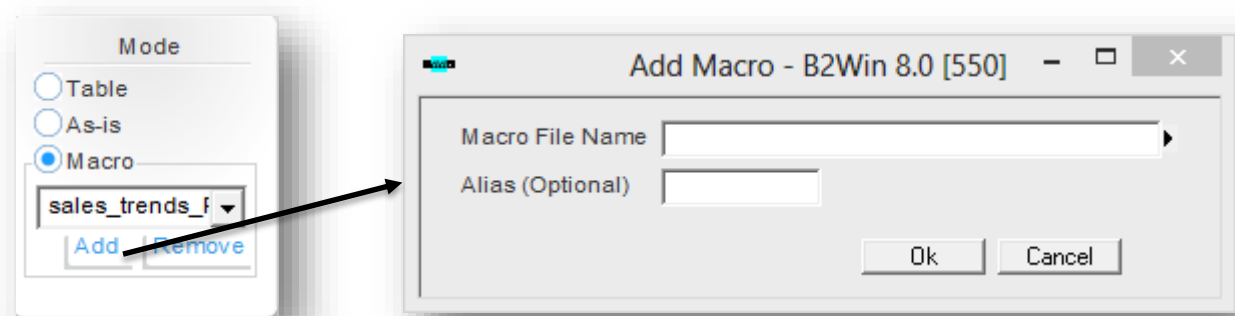 Mode
Table
As-is
Macro
sales_trends_
Add Remove
Add Macro - B2Win 8.0 [550]
Macro File Name
Alias (Optional)
Ok Cancel